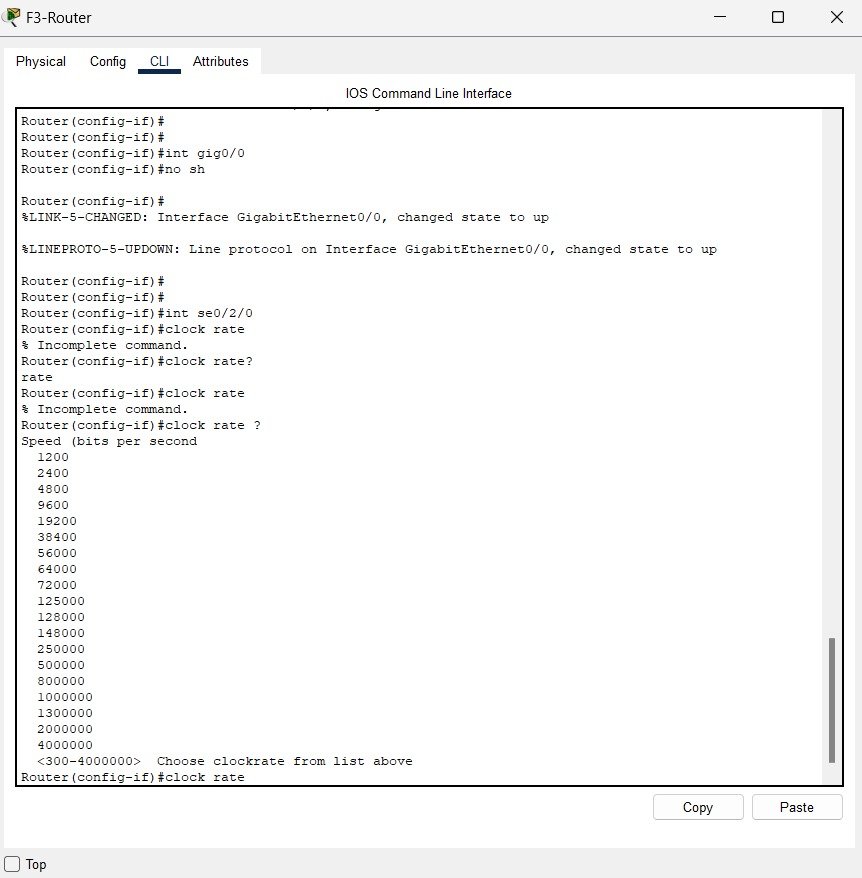 F3-Router
Physical Config CLI Attributes
IOS Command Line Interface
Router(config-if)#
Router(config-if)#
Router(config-if)#int gig0/0
Router(config-if)#no sh
Router(config-if)#
%LINK-5-CHANGED: Interface GigabitEthernet0/0, changed state to up
%LINEPROTO-5-UPDOWN: Line protocol on Interface GigabitEthernet0/0, changed state to up
Router(config-if)#
Router(config-if)#
Router(config-if)#int se0/2/0
Router(config-if)#clock rate
% Incomplete command.
Router(config-if)#clock rate?
rate
Router(config-if)#clock rate
% Incomplete command.
Router(config-if)#clock rate ?
Speed (bits per second
1200
2400
4800
9600
19200
38400
56000
64000
72000
125000
128000
148000
250000
500000
800000
1000000
1300000
2000000
4000000
<300-4000000> Choose clockrate from list above
Router(config-if)#clock rate
Copy Paste
Top